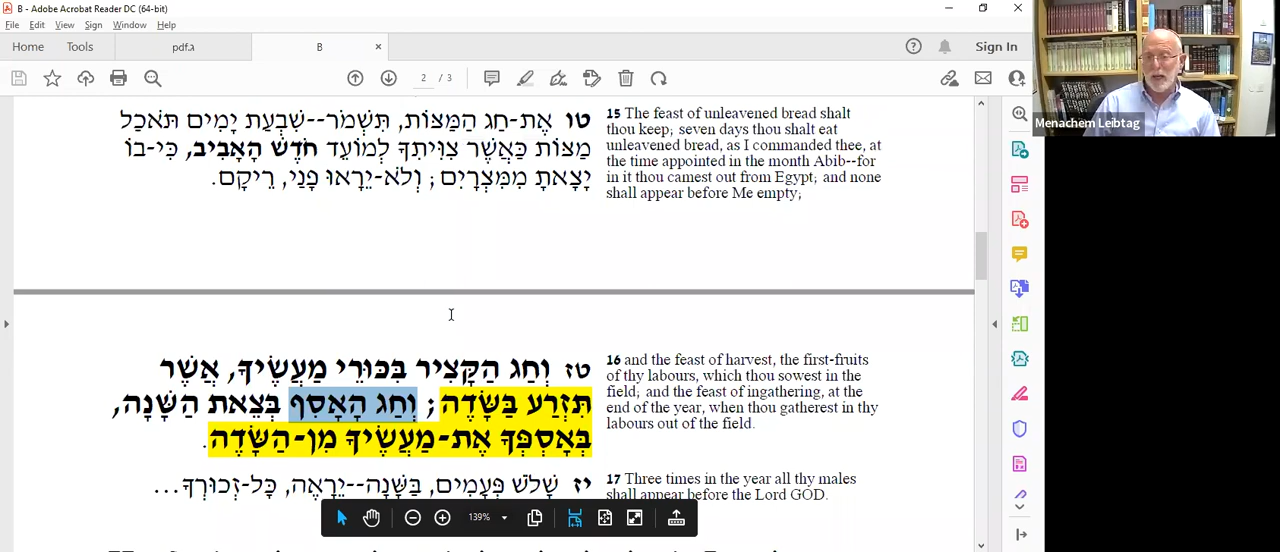 B - Adobe Acrobat Reader DC (64-bit)
File Edit View Sign Window Help
Home Tools pdf.ג B × Sign In
2 / 3
Menachem Leibtag
טו אֶת-חַג הַמַּצּוֹת, תִּשְׁמֹר--שִׁבְעַת יָמִים תֹּאכַל
מַצּוֹת כַּאֲשֶׁר צִוִּיתִךָ לְמוֹעֵד חֹדֶשׁ הָאָבִיב, כִּי-בוֹ
יָצָאתָ מִמִּצְרָיִם; וְלֹא-יֵרָאוּ פָנַי, רֵיקָם.
15 The feast of unleavened bread shalt
thou keep; seven days thou shalt eat
unleavened bread, as I commanded thee, at
the time appointed in the month Abib--for
in it thou camest out from Egypt; and none
shall appear before Me empty;
טז וְחַג הַקָּצִיר בִּכּוּרֵי מַעֲשֶׂיךָ, אֲשֶׁר
תִּזְרַע בַּשָּׂדֶה; וְחַג הָאָסִף בְּצֵאת הַשָּׁנָה,
בְּאָסְפְּךָ אֶת-מַעֲשֶׂיךָ מִן-הַשָּׂדֶה.
16 and the feast of harvest, the first-fruits
of thy labours, which thou sowest in the
field; and the feast of ingathering, at the
end of the year, when thou gatherest in thy
labours out of the field.
יז שָׁלֹשׁ פְּעָמִים, בַּשָּׁנָה--יֵרָאֶה, כָּל-זְכוּרְךָ...
17 Three times in the year all thy males
shall appear before the Lord GOD.
139%